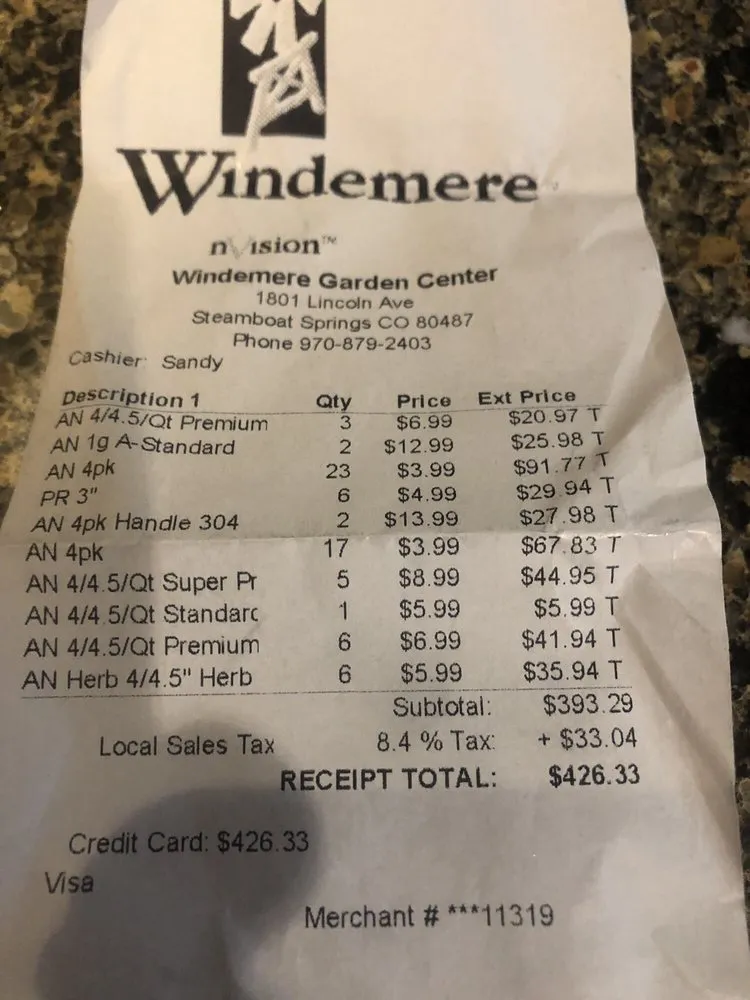 Windemere
nVision™
Windemere Garden Center
1801 Lincoln Ave
Steamboat Springs CO 80487
Phone 970-879-2403
Cashier: Sandy
Description 1 Qty Price Ext Price
AN 4/4.5/Qt Premium 3 $6.99 $20.97 T
AN 1g A-Standard 2 $12.99 $25.98 T
AN 4pk 23 $3.99 $91.77 T
PR 3" 6 $4.99 $29.94 T
AN 4pk Handle 304 2 $13.99 $27.98 T
AN 4pk 17 $3.99 $67.83 T
AN 4/4.5/Qt Super Pr 5 $8.99 $44.95 T
AN 4/4.5/Qt Standarc 1 $5.99 $5.99 T
AN 4/4.5/Qt Premium 6 $6.99 $41.94 T
AN Herb 4/4.5" Herb 6 $5.99 $35.94 T
Subtotal: $393.29
Local Sales Tax 8.4 % Tax: + $33.04
RECEIPT TOTAL: $426.33
Credit Card: $426.33
Visa
Merchant # ***11319